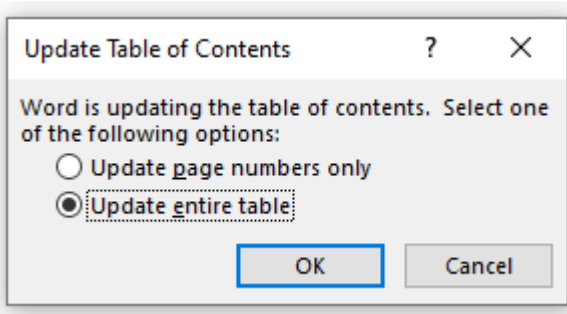 Update Table of Contents ?
Word is updating the table of contents. Select one
of the following options:
Update page numbers only
Update entire table
OK Cancel